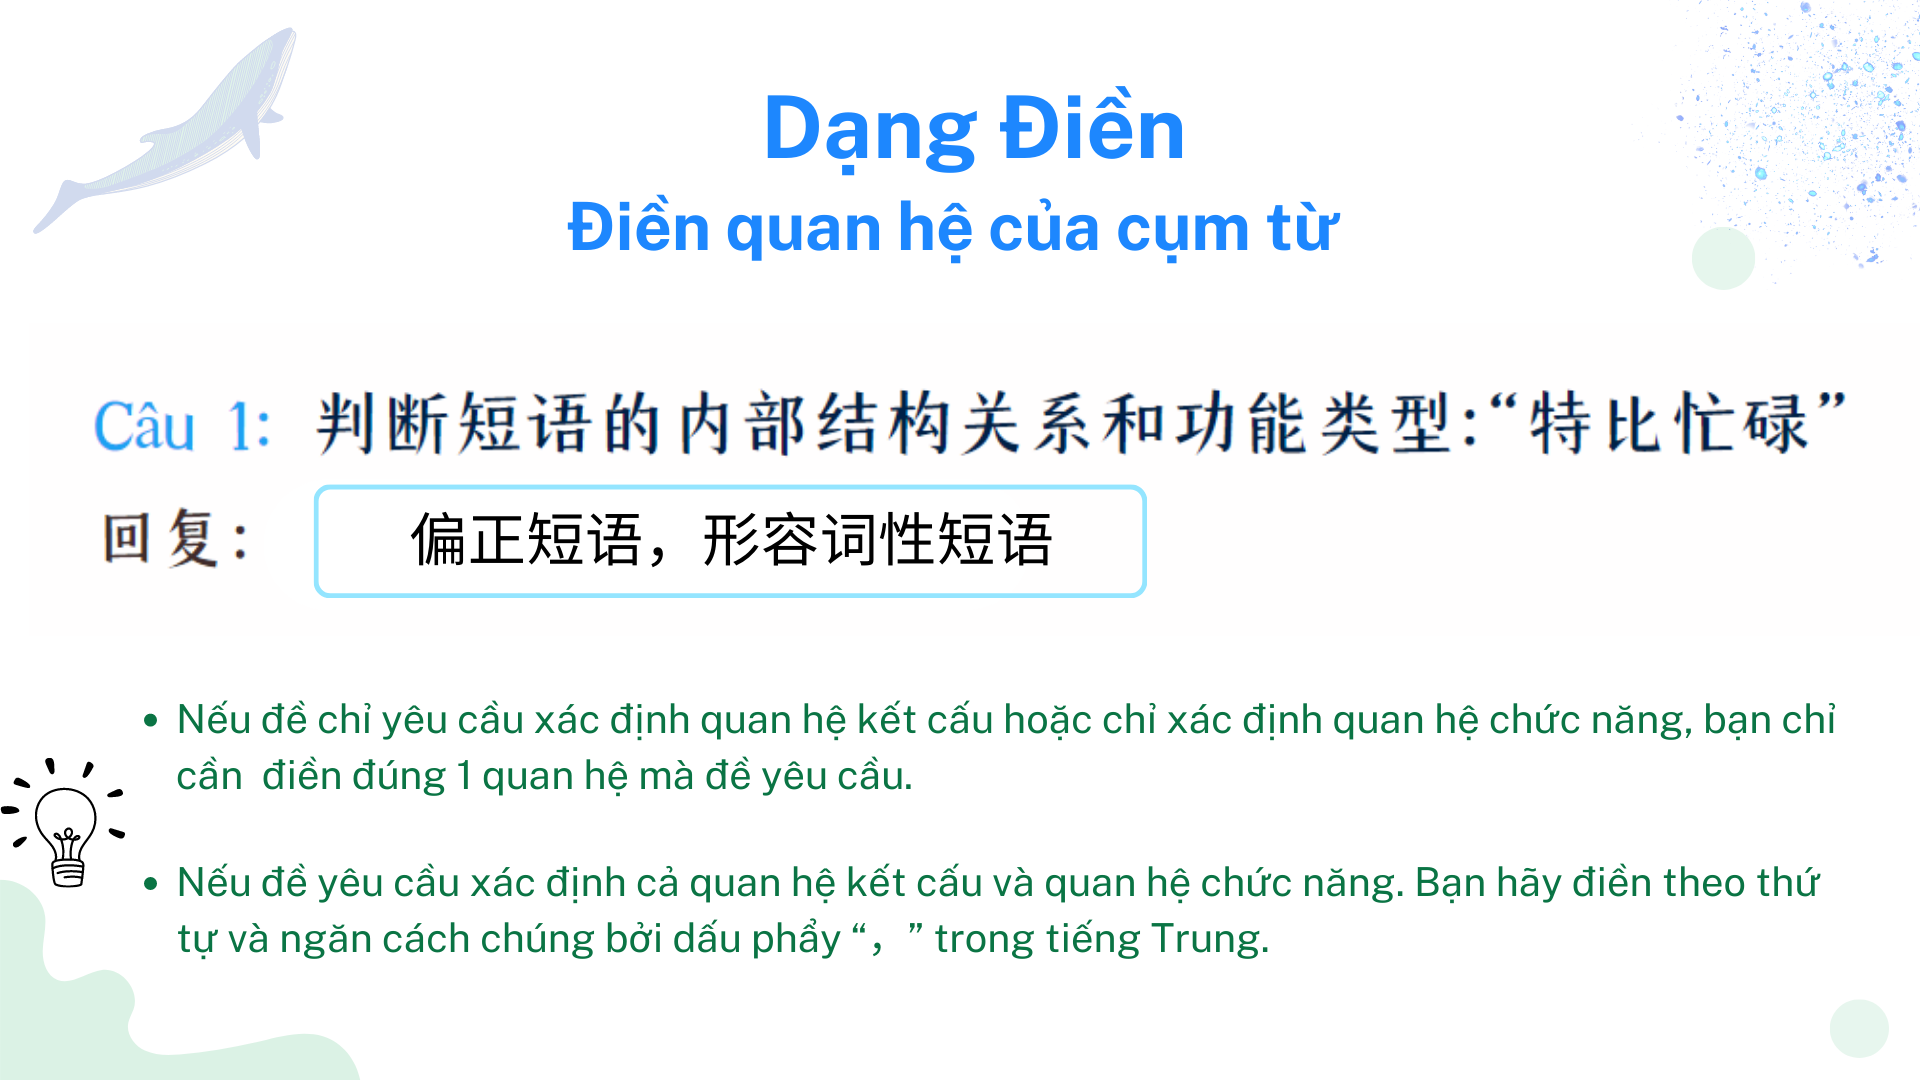 Dạng Điền
Điền quan hệ của cụm từ
Câu 1: 判断短语的内部结构关系和功能类型:“特比忙碌”
回复: 偏正短语，形容词性短语
• Nếu đề chỉ yêu cầu xác định quan hệ kết cấu hoặc chỉ xác định quan hệ chức năng, bạn chỉ
cần  điền đúng 1 quan hệ mà đề yêu cầu.
• Nếu đề yêu cầu xác định cả quan hệ kết cấu và quan hệ chức năng. Bạn hãy điền theo thứ
tự và ngăn cách chúng bởi dấu phẩy “，” trong tiếng Trung.